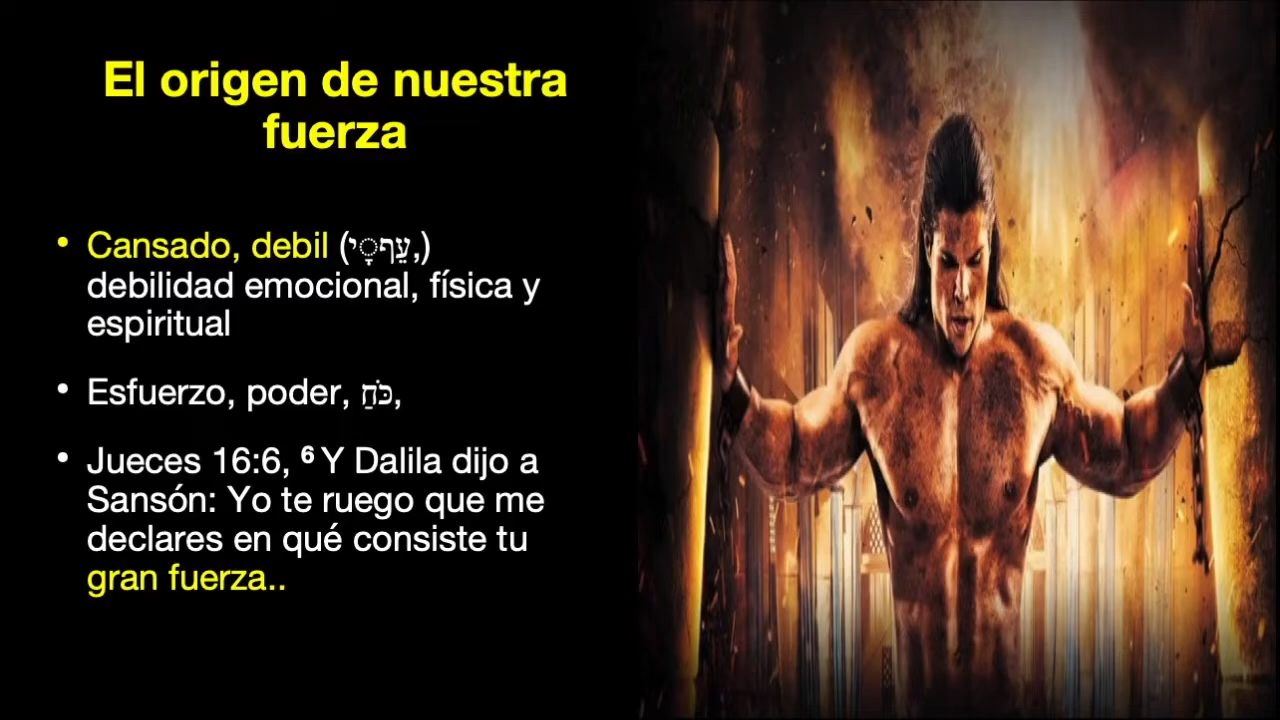 El origen de nuestra
fuerza
• Cansado, debil (עֵףָ֯י,)
debilidad emocional, física y
espiritual
• Esfuerzo, poder, כֹּחַ,
• Jueces 16:6, ⁶ Y Dalila dijo a
Sansón: Yo te ruego que me
declares en qué consiste tu
gran fuerza..